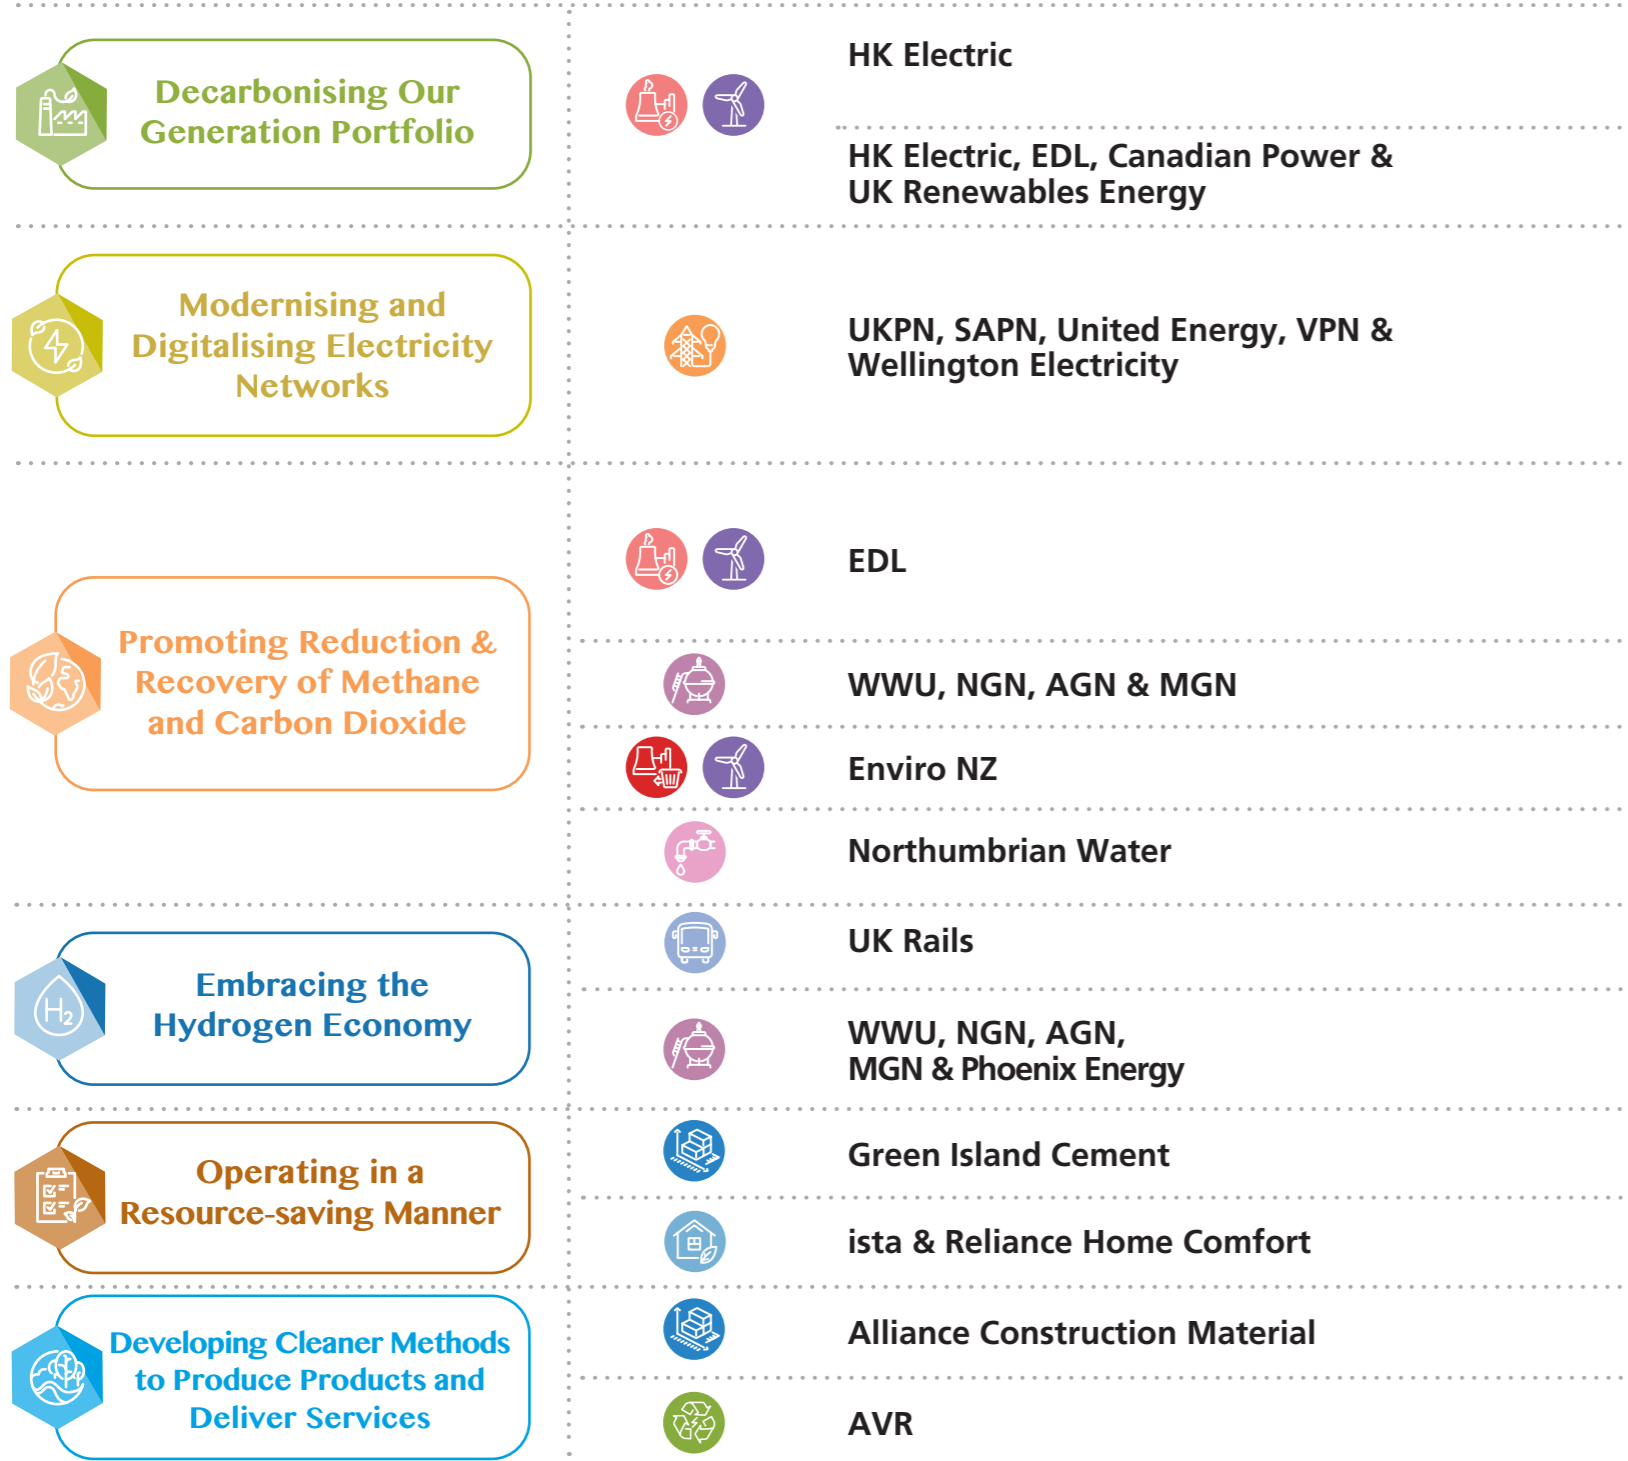 Decarbonising Our
Generation Portfolio
HK Electric
HK Electric, EDL, Canadian Power &
UK Renewables Energy
Modernising and
Digitalising Electricity
Networks
UKPN, SAPN, United Energy, VPN &
Wellington Electricity
Promoting Reduction &
Recovery of Methane
and Carbon Dioxide
EDL
WWU, NGN, AGN & MGN
Enviro NZ
Northumbrian Water
H2
Embracing the
Hydrogen Economy
UK Rails
WWU, NGN, AGN,
MGN & Phoenix Energy
Operating in a
Resource-saving Manner
Green Island Cement
ista & Reliance Home Comfort
Developing Cleaner Methods
to Produce Products and
Deliver Services
Alliance Construction Material
AVR